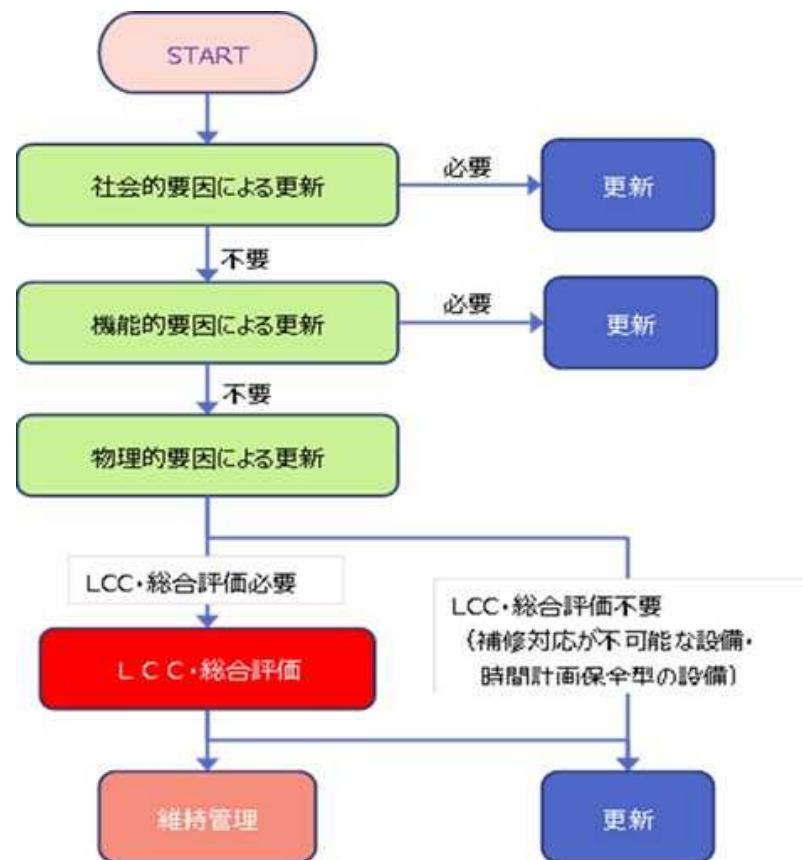 START
社会的要因による更新
必要
更新
不要
機能的要因による更新
必要
更新
不要
物理的要因による更新
LCC・総合評価必要
LCC・総合評価不要
(補修対応が不可能な設備・
時間計画保全型の設備)
LCC・総合評価
維持管理
更新